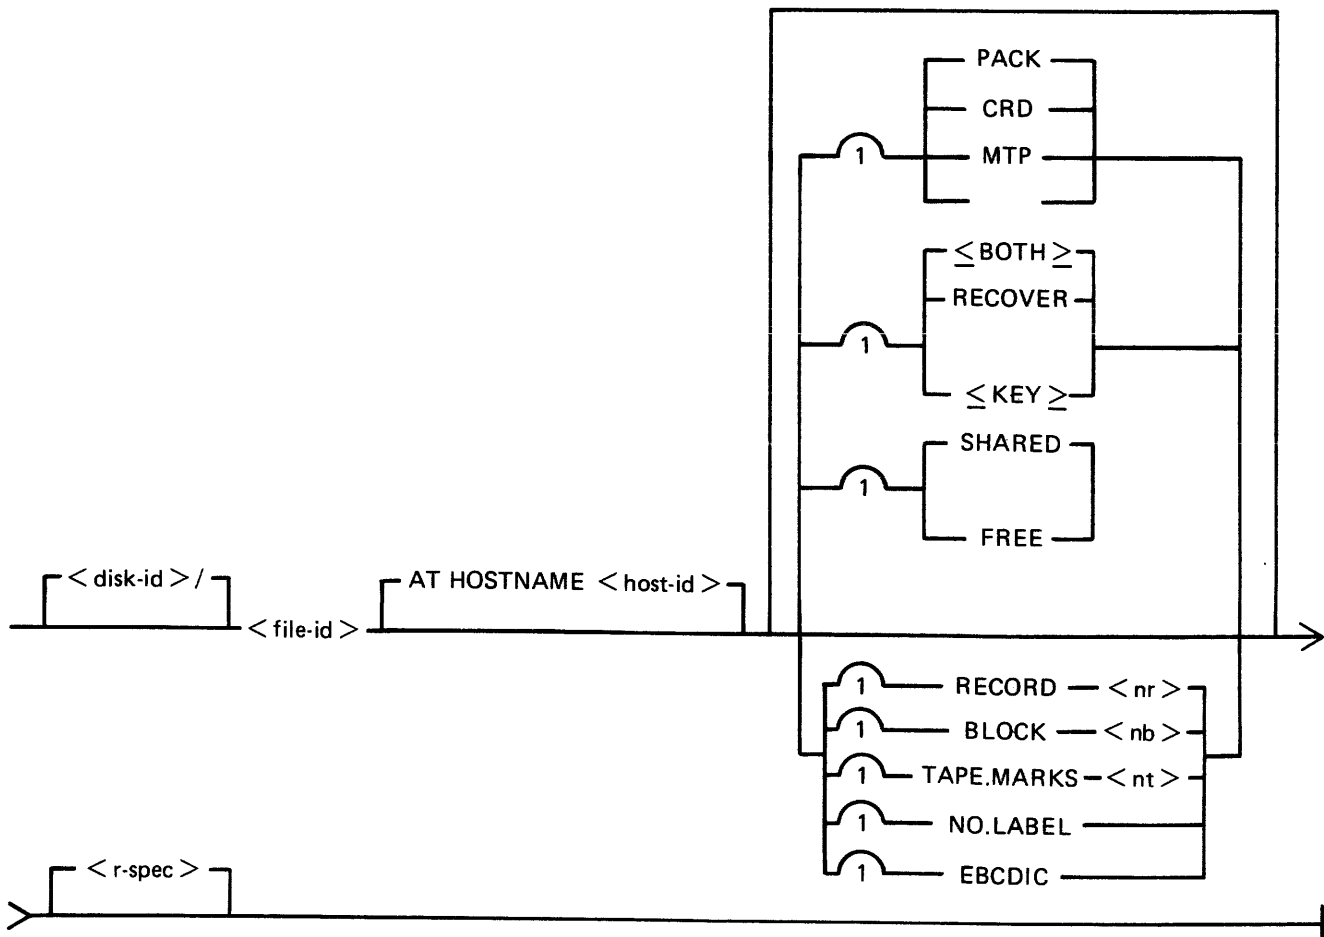 PACK
CRD
1
MTP
<BOTH>
RECOVER
1
<KEY>
SHARED
1
FREE
<disk-id>/
AT HOSTNAME <host-id>
<file-id>
1 RECORD <nr>
1 BLOCK <nb>
1 TAPE.MARKS <nt>
1 NO.LABEL
1 EBCDIC
<r-spec>